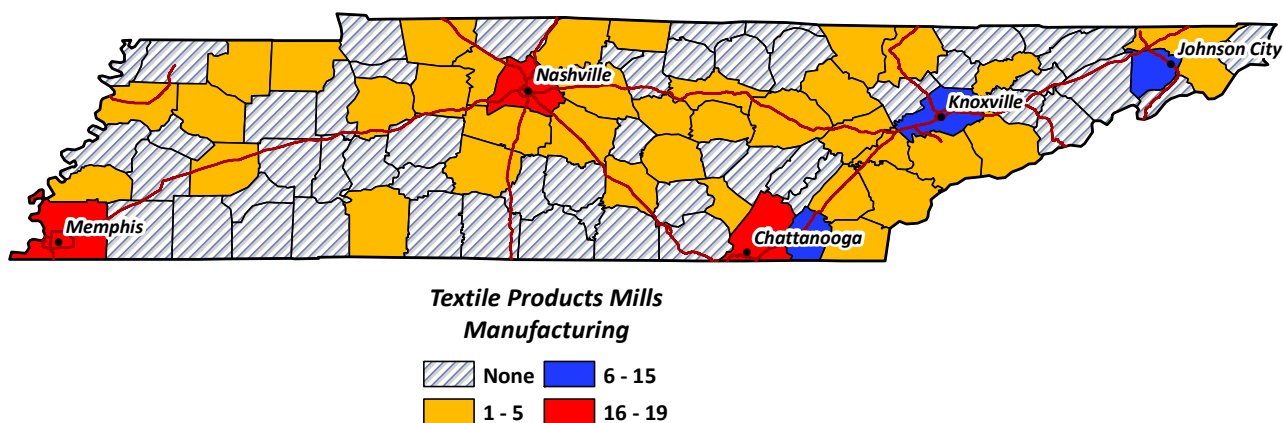 Johnson City
Nashville
Knoxville
Memphis
Chattanooga
Textile Products Mills
Manufacturing
None
6 - 15
1 - 5
16 - 19